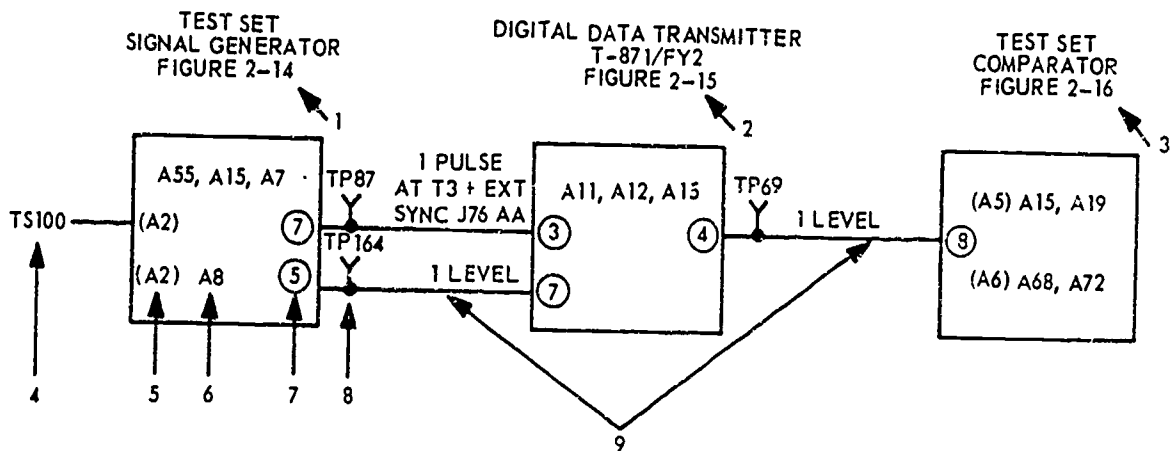 TEST SET
SIGNAL GENERATOR
FIGURE 2-14
1
DIGITAL DATA TRANSMITTER
T-871/FY2
FIGURE 2-15
2
TEST SET
COMPARATOR
FIGURE 2-16
3
TS100
A55, A15, A7
(A2)
7
(A2) A8
5
TP87
TP164
1 PULSE
AT T3 + EXT
SYNC J76 AA
1 LEVEL
A11, A12, A15
3
4
7
TP69
1 LEVEL
(A5) A15, A19
8
(A6) A68, A72
4
5
6
7
8
9